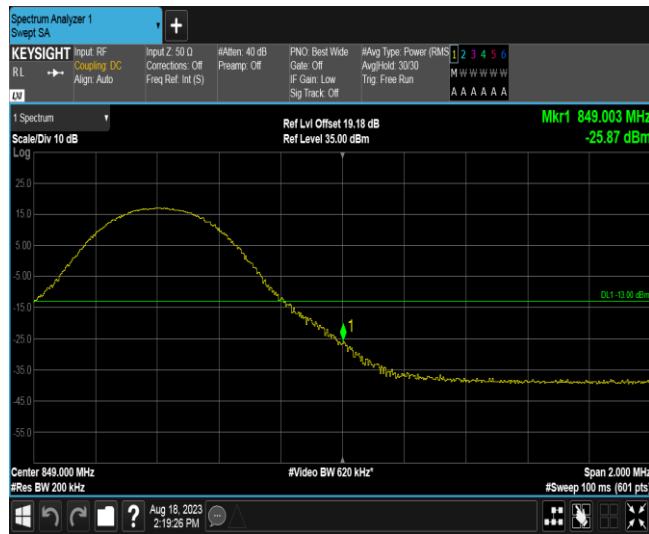 Spectrum Analyzer 1
Swept SA
+
KEYSIGHT
RL
LXI
Input: RF
Coupling: DC
Align: Auto
Input Z: 50 Ω
Corrections: Off
Freq Ref: Int (S)
#Atten: 40 dB
Preamp: Off
PNO: Best Wide
Gate: Off
IF Gain: Low
Sig Track: Off
#Avg Type: Power (RMS
Avg|Hold: 30/30
Trig: Free Run
1 2 3 4 5 6
M W W W W W
A A A A A A
1 Spectrum
Scale/Div 10 dB
Ref Lvl Offset 19.18 dB
Ref Level 35.00 dBm
Mkr1 849.003 MHz
-25.87 dBm
Log
25.0
15.0
5.00
-5.00
DL1 -13.00 dBm
-15.0
1
-25.0
-35.0
-45.0
-55.0
Center 849.000 MHz
#Video BW 620 kHz*
Span 2.000 MHz
#Res BW 200 kHz
#Sweep 100 ms (601 pts)
?
Aug 18, 2023
2:19:26 PM